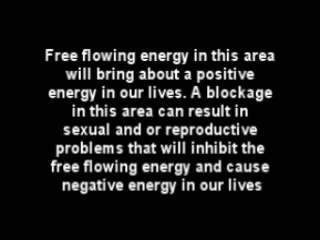 Free flowing energy in this area
will bring about a positive
energy in our lives. A blockage
in this area can result in
sexual and or reproductive
problems that will inhibit the
free flowing energy and cause
negative energy in our lives